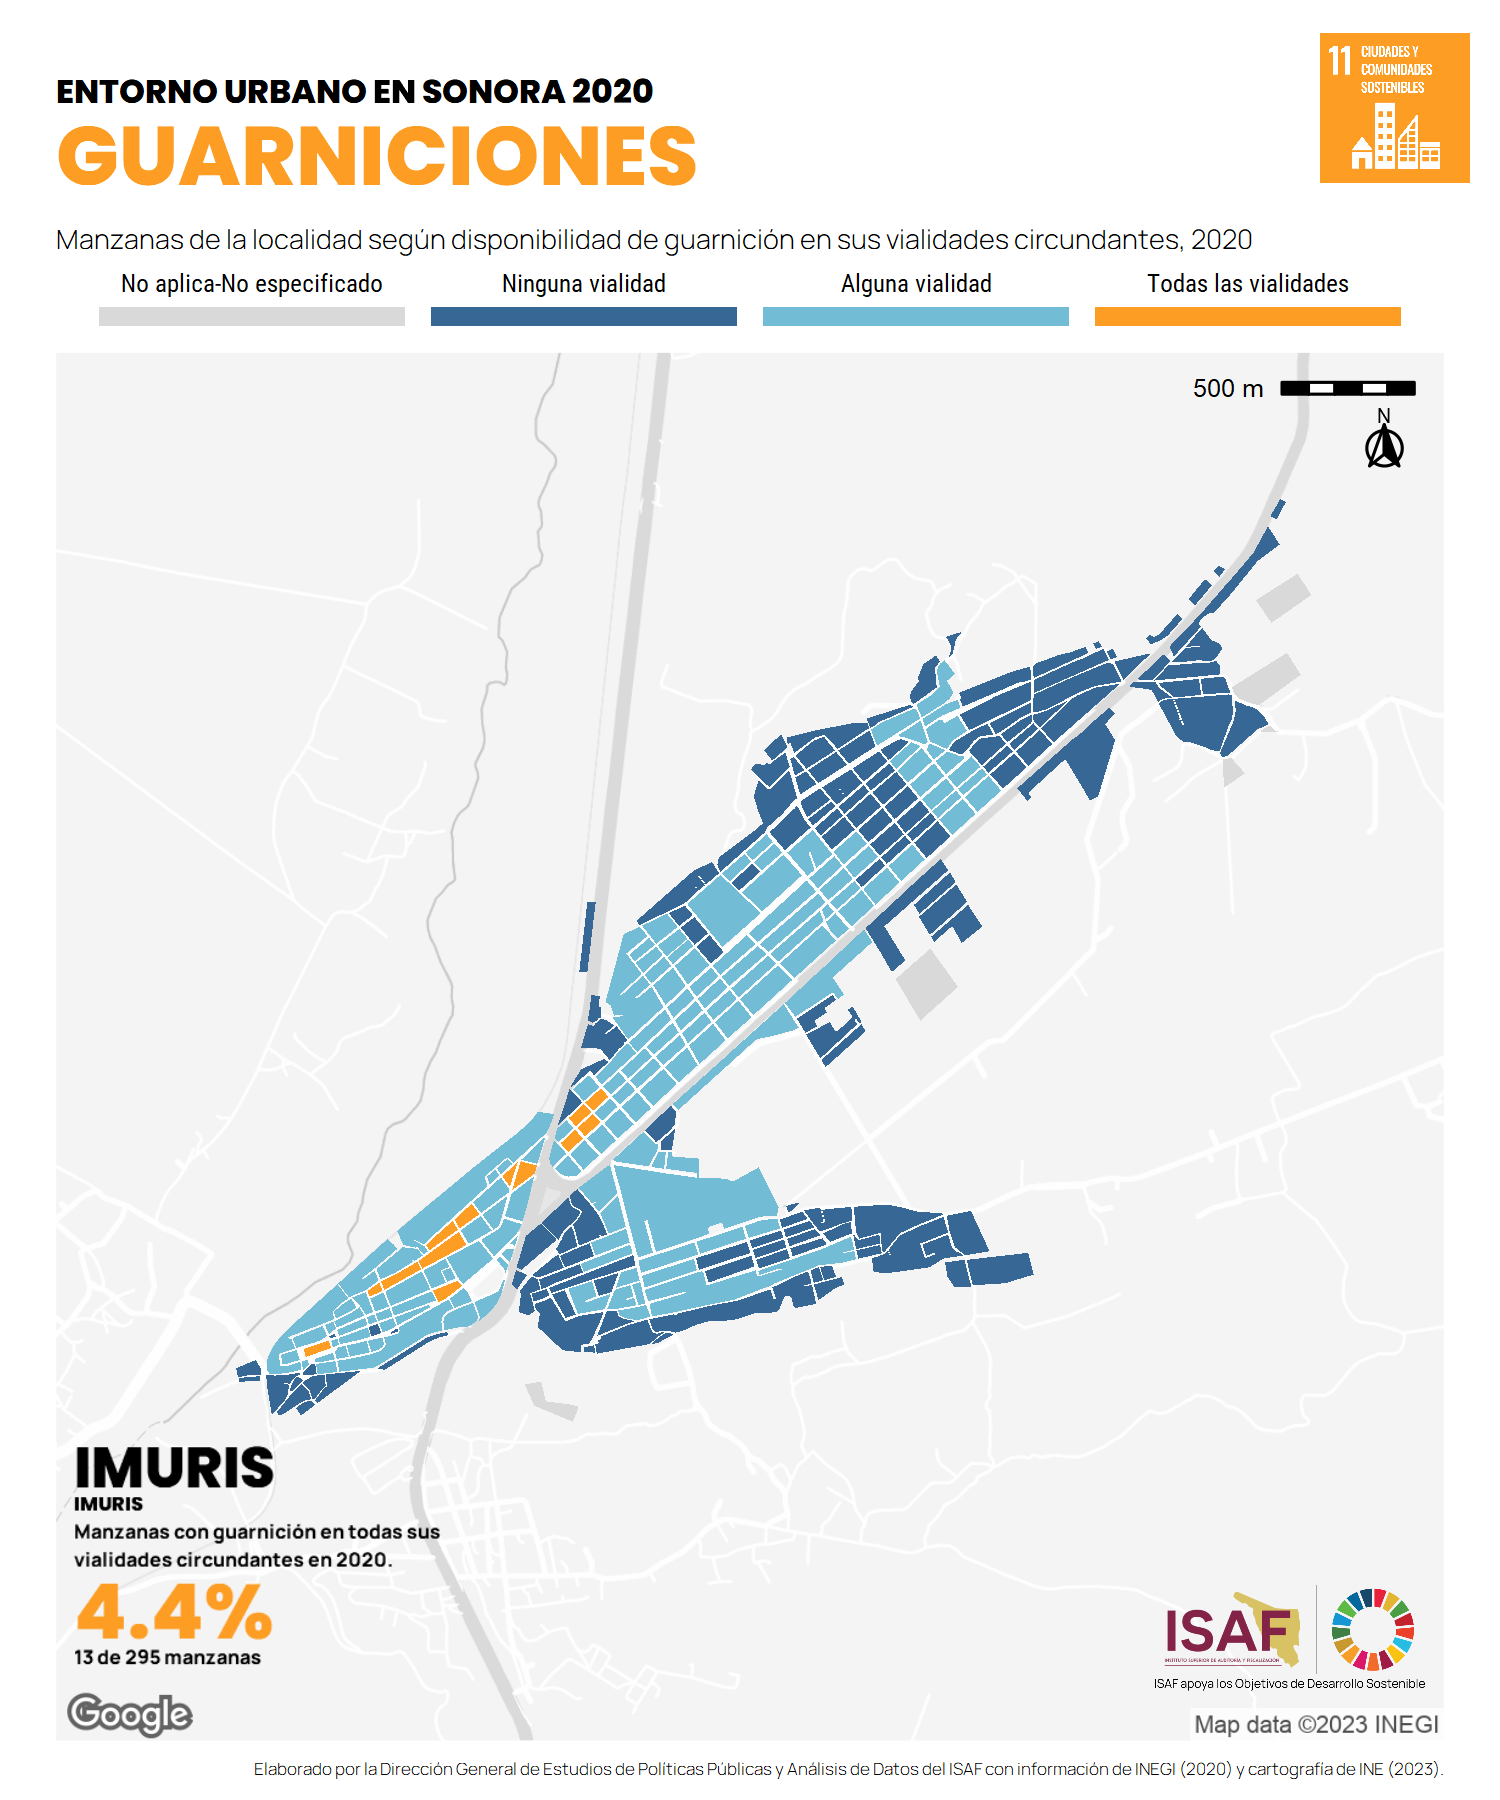 11 CIUDADES Y
COMUNIDADES
SOSTENIBLES
ENTORNO URBANO EN SONORA 2020
GUARNICIONES
Manzanas de la localidad según disponibilidad de guarnición en sus vialidades circundantes, 2020
No aplica-No especificado
Ninguna vialidad
Alguna vialidad
Todas las vialidades
500 m
N
IMURIS
IMURIS
Manzanas con guarnición en todas sus
vialidades circundantes en 2020.
4.4%
13 de 295 manzanas
Google
ISAF
INSTITUTO SUPERIOR DE AUDITORÍA Y FISCALIZACIÓN
ISAF apoya los Objetivos de Desarrollo Sostenible
Map data ©2023 INEGI
Elaborado por la Dirección General de Estudios de Políticas Públicas y Análisis de Datos del ISAF con información de INEGI (2020) y cartografía de INE (2023).